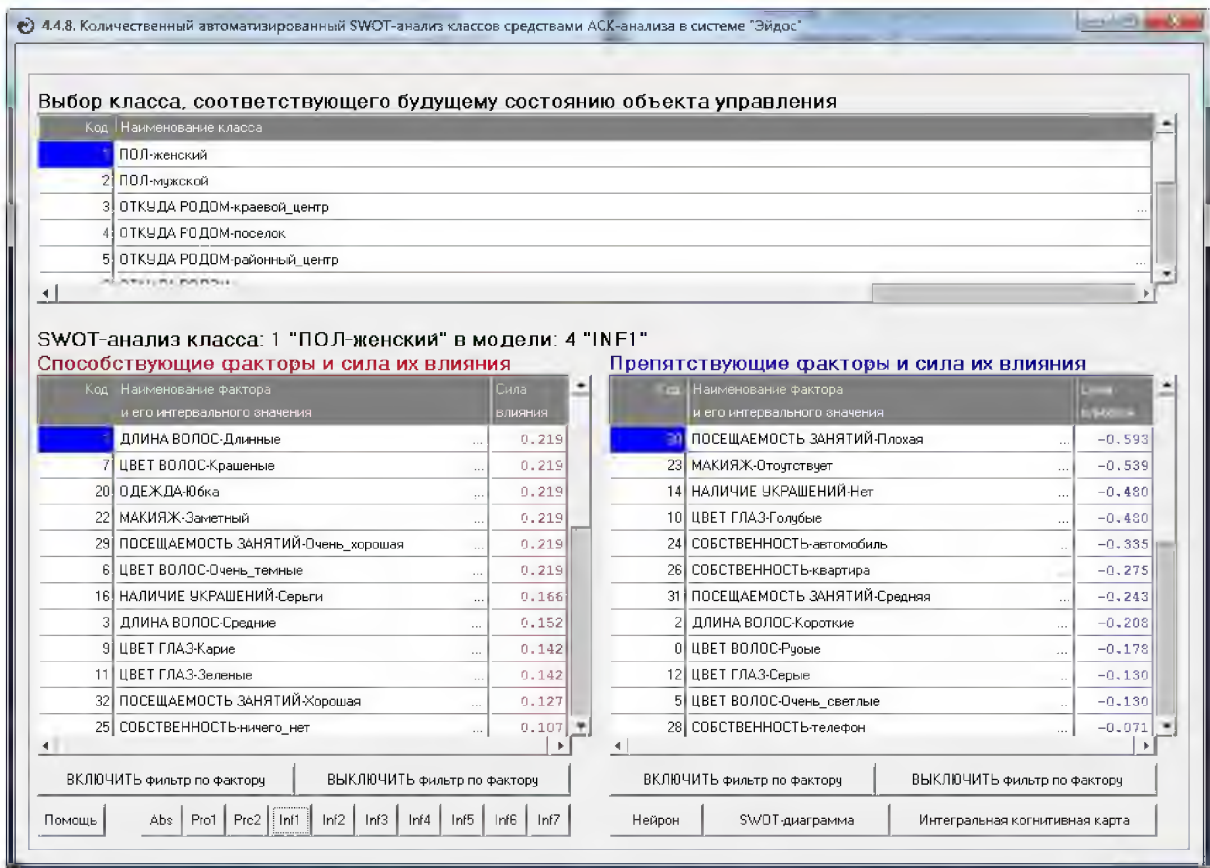 4.4.8. Количественный автоматизированный SWOT-анализ классов средствами АСК-анализа в системе "Эйдос"
Выбор класса, соответствующего будущему состоянию объекта управления
Код Наименование класса
1 ПОЛ-женский
2 ПОЛ-мужской
3 ОТКУДА РОДОМ-краевой_центр ...
4 ОТКУДА РОДОМ-поселок
5 ОТКУДА РОДОМ-районный_центр ...
SWOT-анализ класса: 1 "ПОЛ-женский" в модели: 4 "INF1"
Способствующие факторы и сила их влияния
Код Наименование фактора и его интервального значения Сила влияния
ДЛИНА ВОЛОС-Длинные ... 0.219
7 ЦВЕТ ВОЛОС-Крашеные ... 0.219
20 ОДЕЖДА-Юбка ... 0.219
22 МАКИЯЖ-Заметный ... 0.219
29 ПОСЕЩАЕМОСТЬ ЗАНЯТИЙ-Очень_хорошая ... 0.219
6 ЦВЕТ ВОЛОС-Очень_темные ... 0.219
16 НАЛИЧИЕ УКРАШЕНИЙ-Серьги ... 0.166
3 ДЛИНА ВОЛОС-Средние ... 0.152
9 ЦВЕТ ГЛАЗ-Карие ... 0.142
11 ЦВЕТ ГЛАЗ-Зеленые ... 0.142
32 ПОСЕЩАЕМОСТЬ ЗАНЯТИЙ-Хорошая ... 0.127
25 СОБСТВЕННОСТЬ-ничего_нет ... 0.107
Препятствующие факторы и сила их влияния
Код Наименование фактора и его интервального значения Сила влияния
30 ПОСЕЩАЕМОСТЬ ЗАНЯТИЙ-Плохая ... -0.593
23 МАКИЯЖ-Отсутствует ... -0.539
14 НАЛИЧИЕ УКРАШЕНИЙ-Нет ... -0.480
10 ЦВЕТ ГЛАЗ-Голубые ... -0.480
24 СОБСТВЕННОСТЬ-автомобиль ... -0.335
26 СОБСТВЕННОСТЬ-квартира ... -0.275
31 ПОСЕЩАЕМОСТЬ ЗАНЯТИЙ-Средняя ... -0.243
2 ДЛИНА ВОЛОС-Короткие ... -0.208
ЦВЕТ ВОЛОС-Русые ... -0.178
12 ЦВЕТ ГЛАЗ-Серые ... -0.130
5 ЦВЕТ ВОЛОС-Очень_светлые ... -0.130
28 СОБСТВЕННОСТЬ-телефон ... -0.071
ВКЛЮЧИТЬ фильтр по фактору ВЫКЛЮЧИТЬ фильтр по фактору ВКЛЮЧИТЬ фильтр по фактору ВЫКЛЮЧИТЬ фильтр по фактору
Помощь Abs Prc1 Prc2 Inf1 Inf2 Inf3 Inf4 Inf5 Inf6 Inf7 Нейрон SWOT-диаграмма Интегральная когнитивная карта